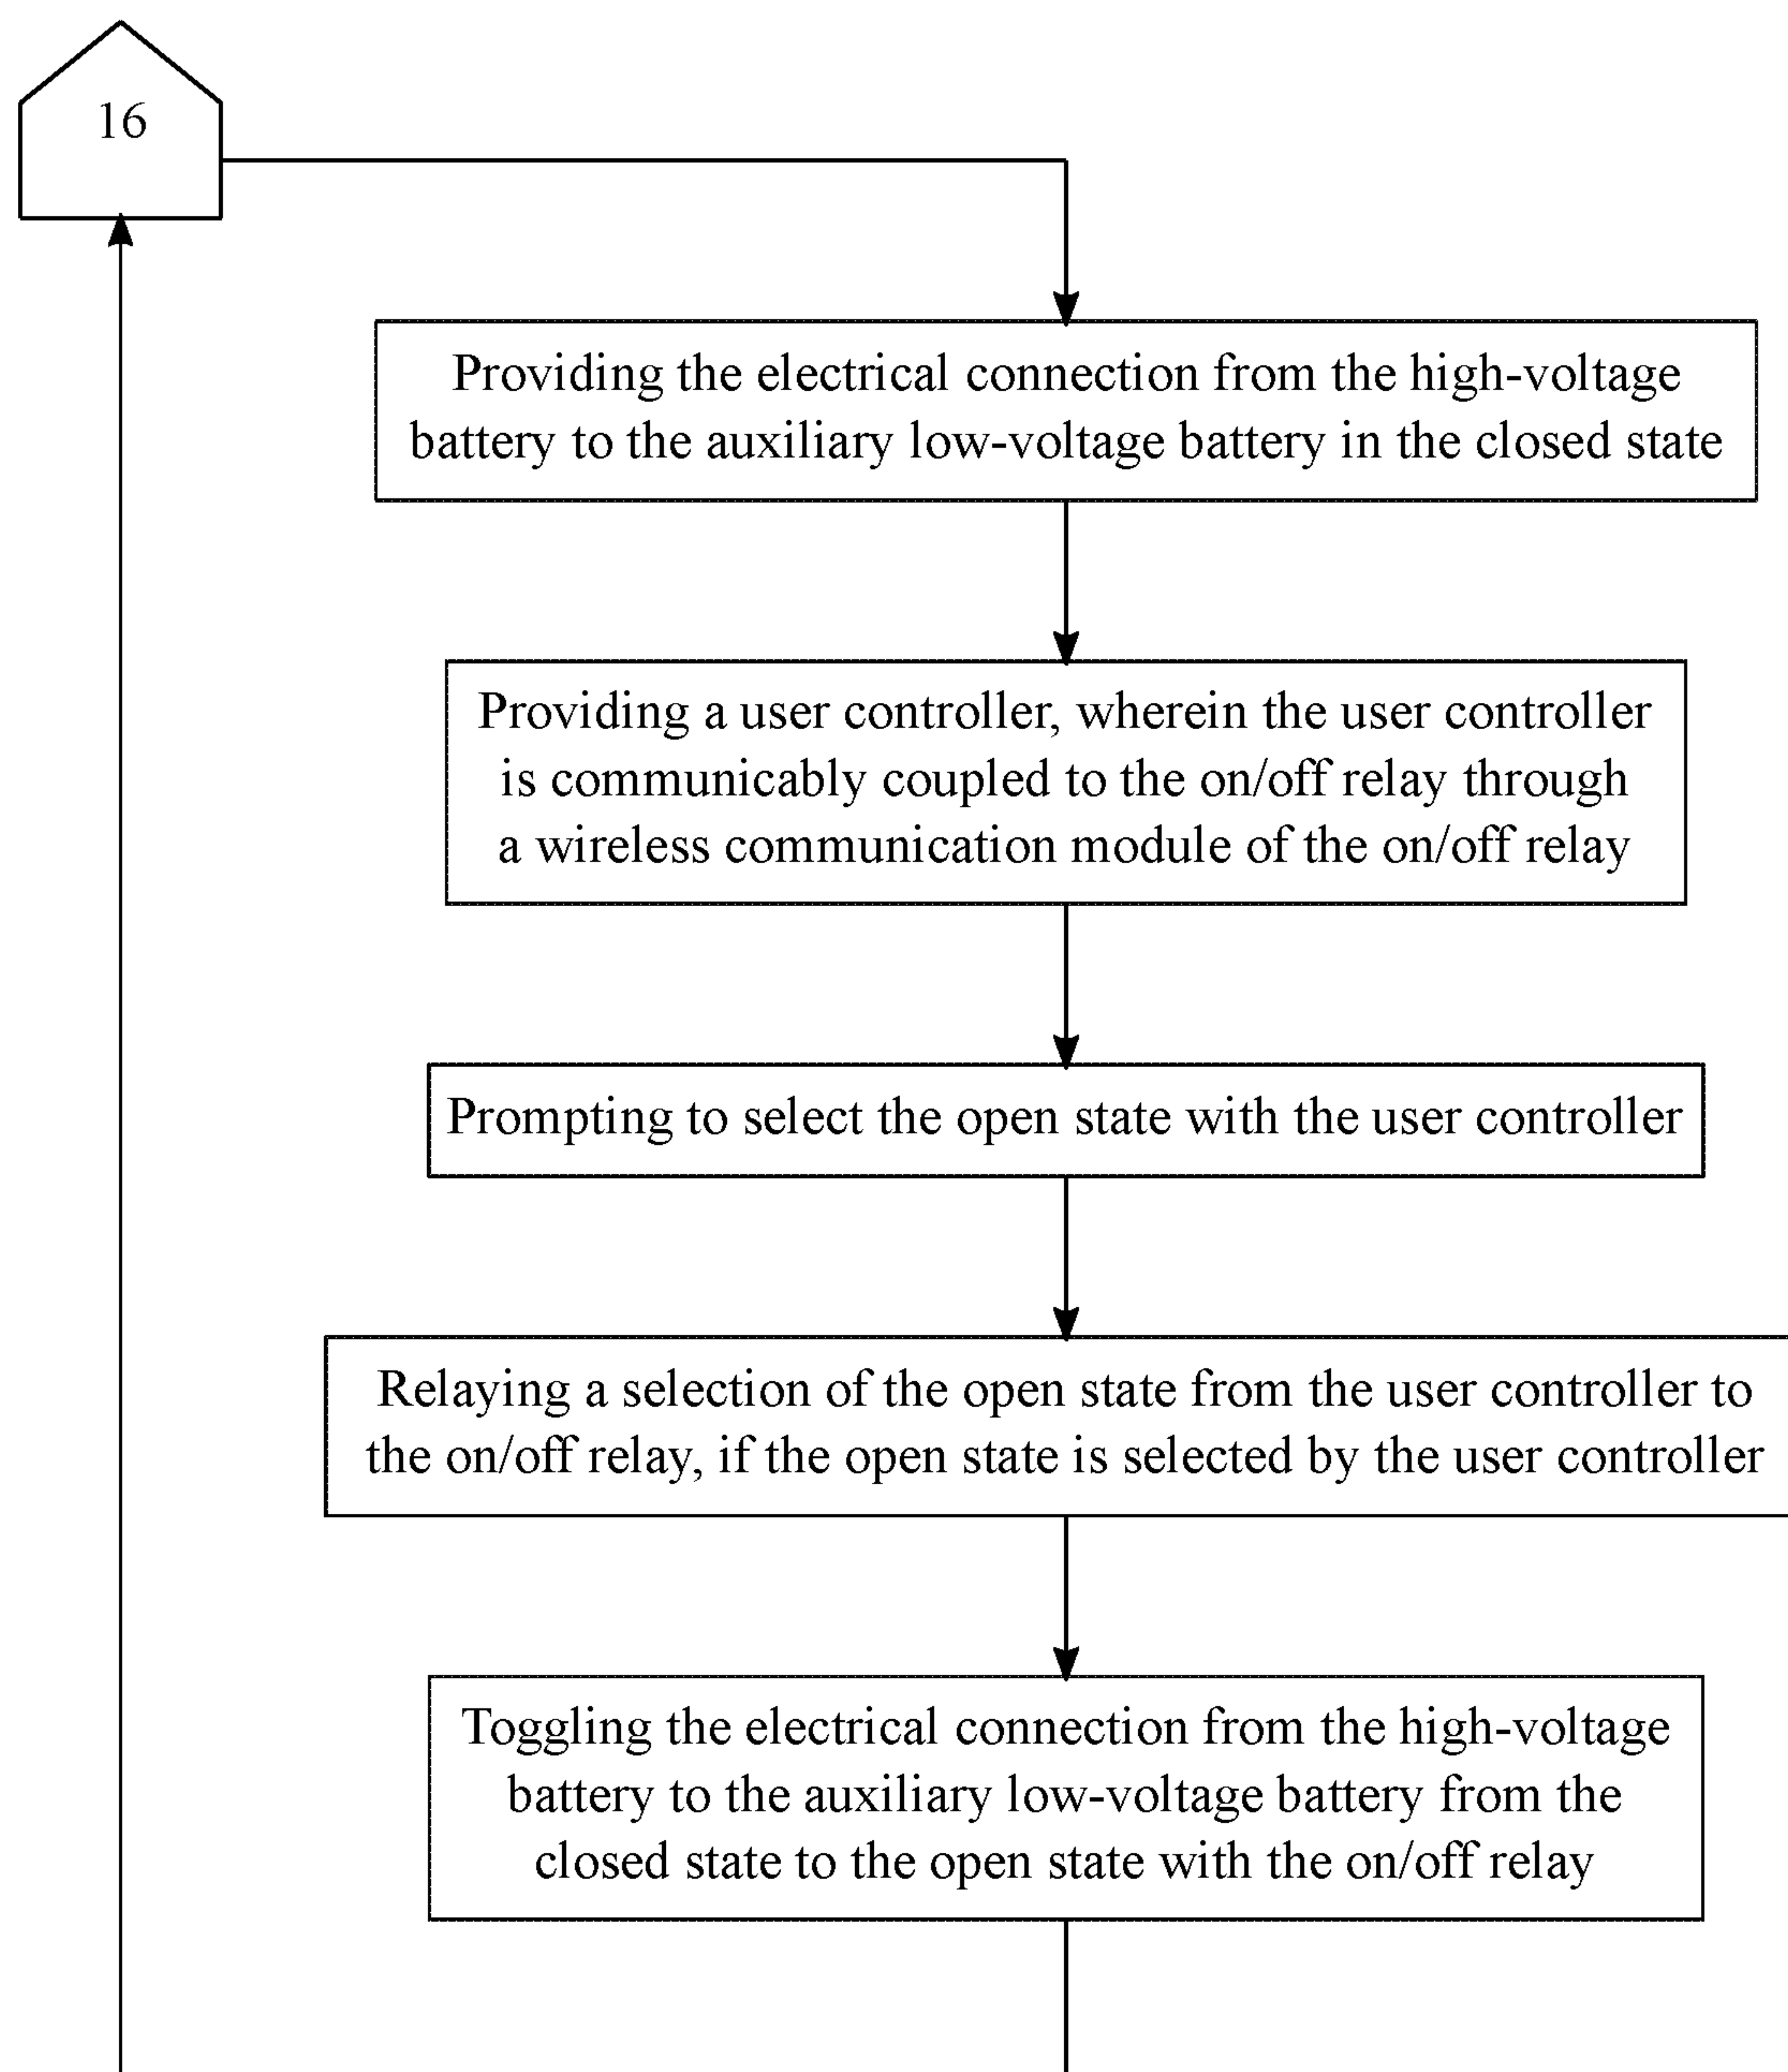 16
Providing the electrical connection from the high-voltage
battery to the auxiliary low-voltage battery in the closed state
Providing a user controller, wherein the user controller
is communicably coupled to the on/off relay through
a wireless communication module of the on/off relay
Prompting to select the open state with the user controller
Relaying a selection of the open state from the user controller to
the on/off relay, if the open state is selected by the user controller
Toggling the electrical connection from the high-voltage
battery to the auxiliary low-voltage battery from the
closed state to the open state with the on/off relay